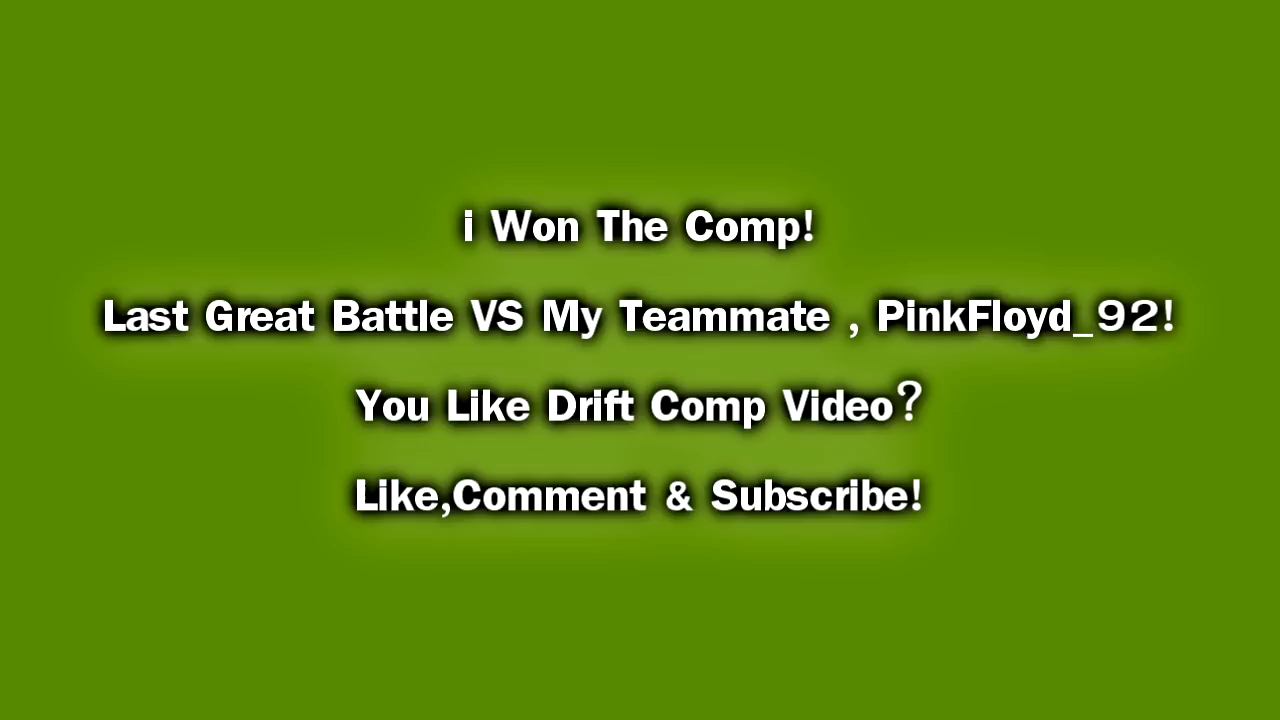 i Won The Comp!
Last Great Battle VS My Teammate , PinkFloyd_92!
You Like Drift Comp Video?
Like,Comment & Subscribe!